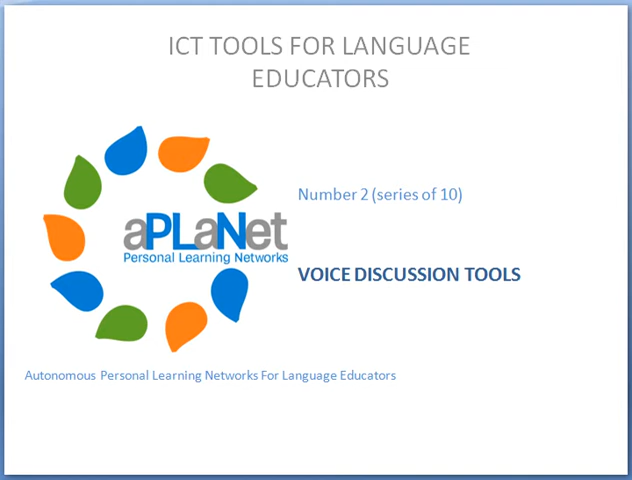 ICT TOOLS FOR LANGUAGE
EDUCATORS
Number 2 (series of 10)
aPLaNet
Personal Learning Networks
VOICE DISCUSSION TOOLS
Autonomous Personal Learning Networks For Language Educators